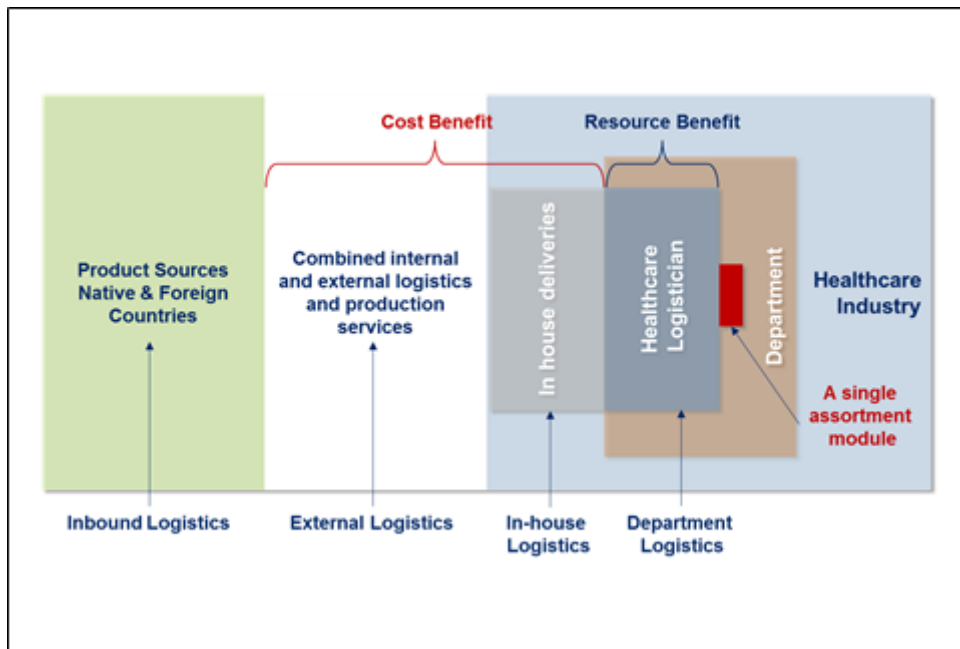 Cost Benefit
Resource Benefit
Product Sources
Native & Foreign
Countries
Combined internal
and external logistics
and production
services
In house deliveries
Healthcare
Logistician
Department
Healthcare
Industry
A single
assortment
module
Inbound Logistics
External Logistics
In-house
Logistics
Department
Logistics